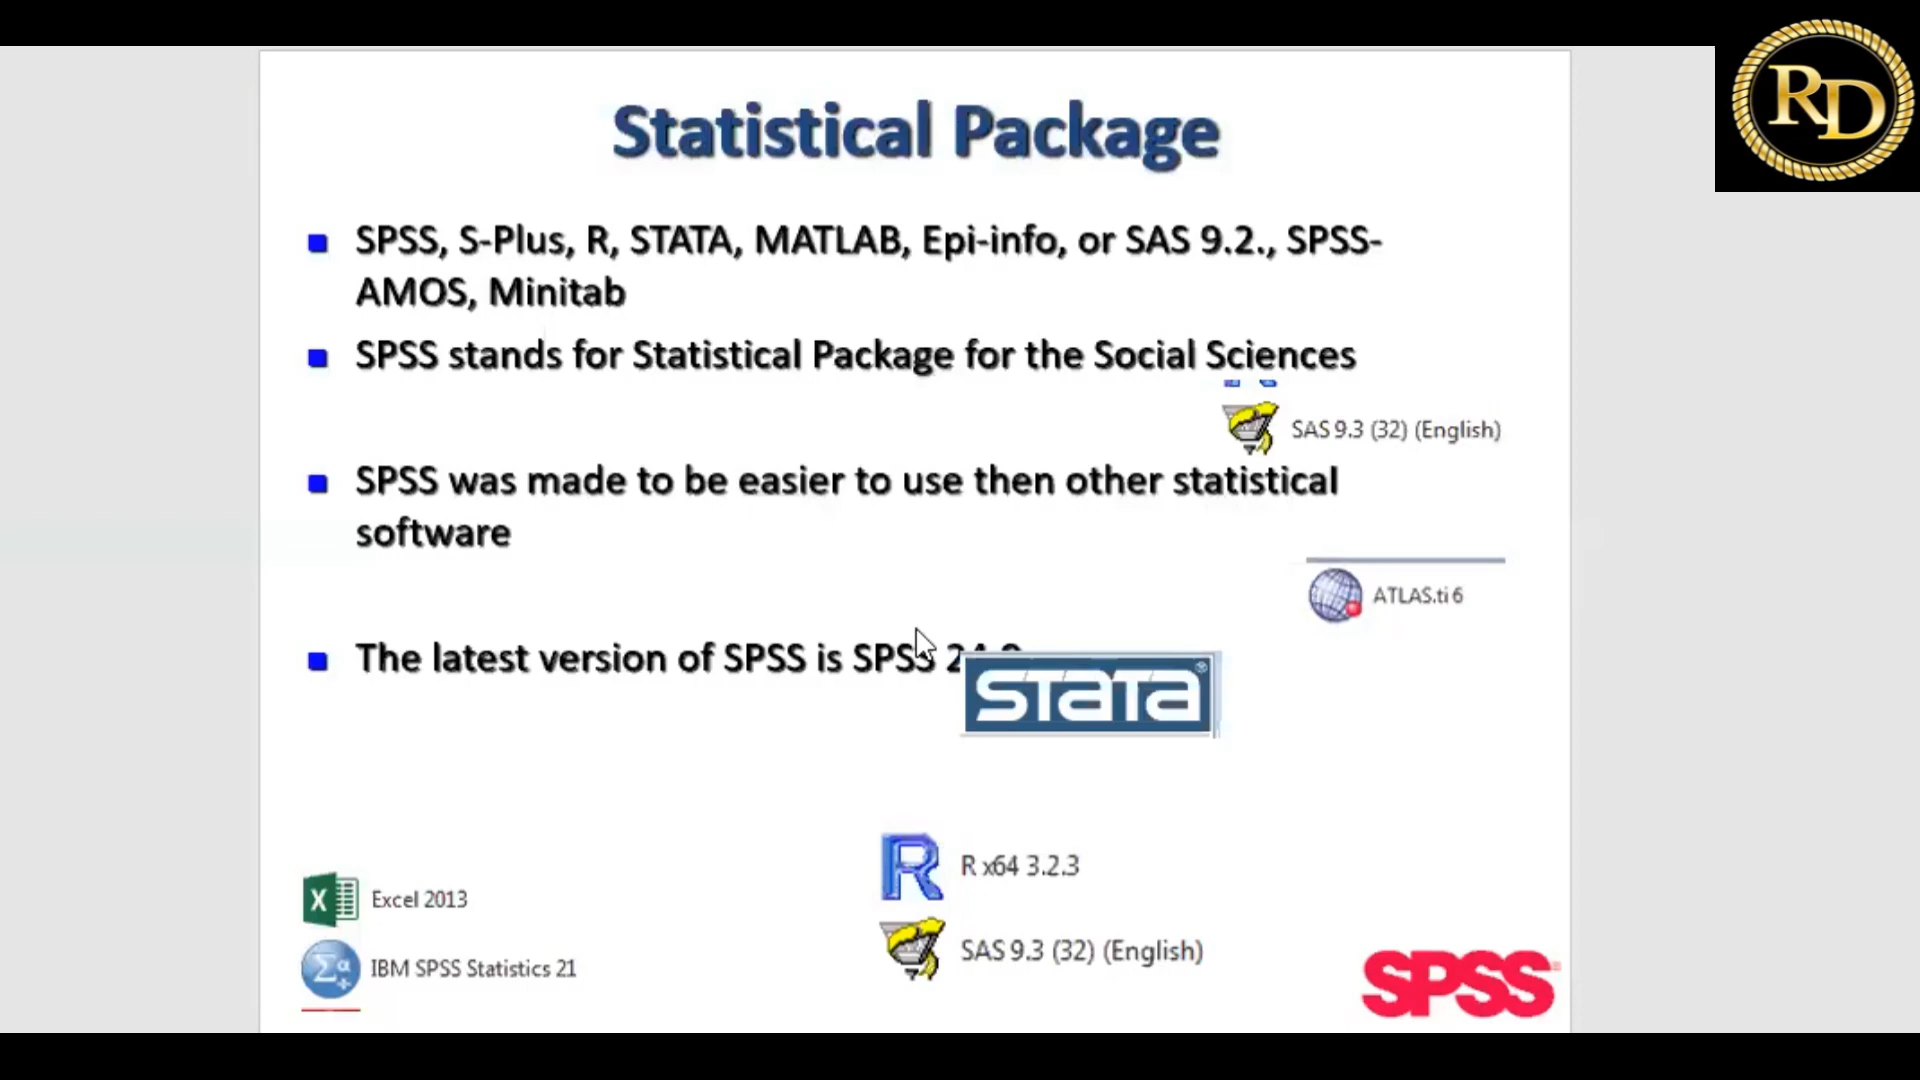 RD
Statistical Package
SPSS, S-Plus, R, STATA, MATLAB, Epi-info, or SAS 9.2., SPSS-
AMOS, Minitab
SPSS stands for Statistical Package for the Social Sciences
SAS 9.3 (32) (English)
SPSS was made to be easier to use then other statistical
software
ATLAS.ti 6
The latest version of SPSS is SPSS
STATA
R x64 3.2.3
Excel 2013
SAS 9.3 (32) (English)
IBM SPSS Statistics 21
SPSS